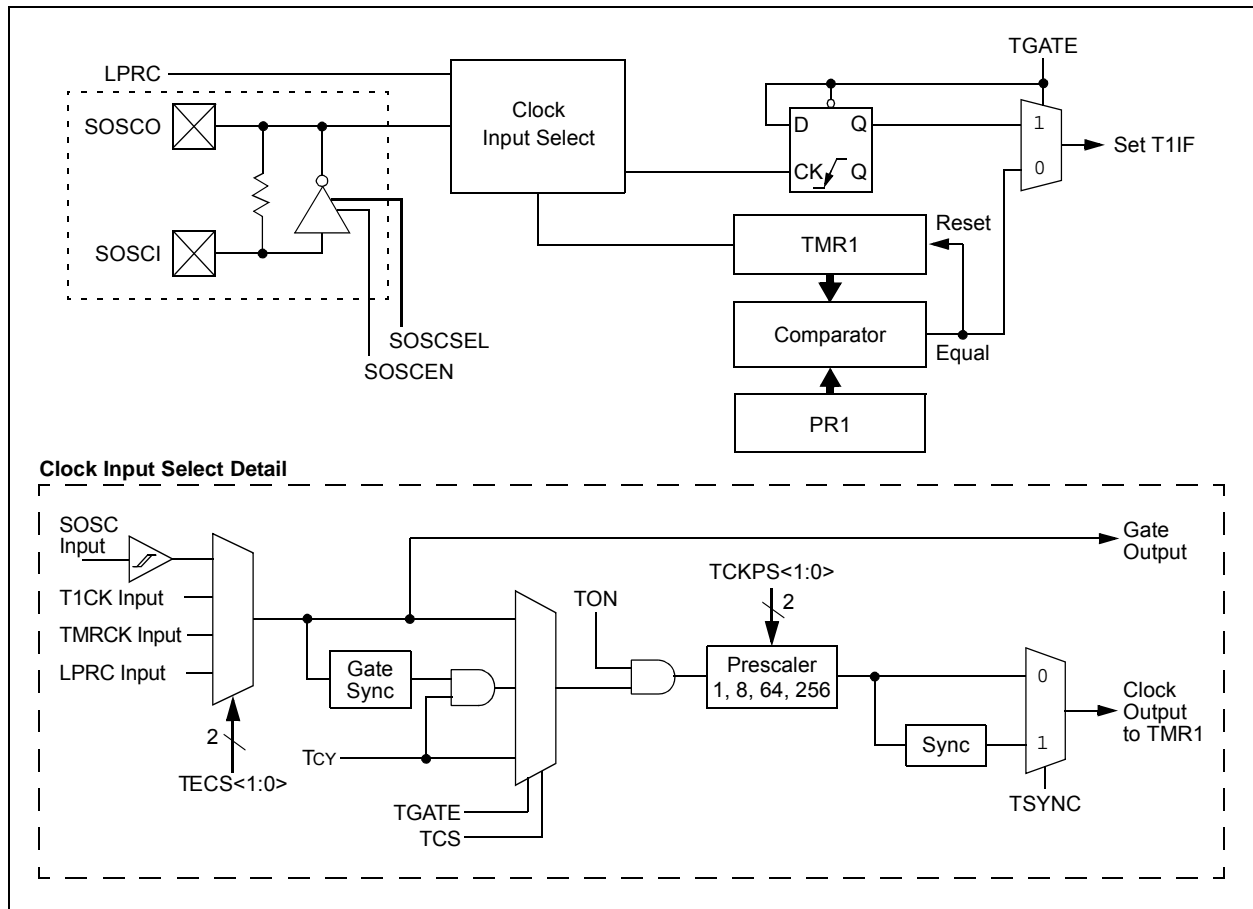 TGATE
LPRC
Clock
Input Select
SOSCO
D
Q
1
Set T1IF
CK
Q
0
SOSCI
TMR1
Reset
SOSCSEL
SOSCEN
Comparator
Equal
PR1
Clock Input Select Detail
SOSC
Input
Gate
Output
TCKPS<1:0>
2
T1CK Input
TON
TMRCK Input
LPRC Input
Gate
Sync
Prescaler
1, 8, 64, 256
0
Clock
Output
to TMR1
2
TCY
Sync
1
TECS<1:0>
TGATE
TCS
TSYNC